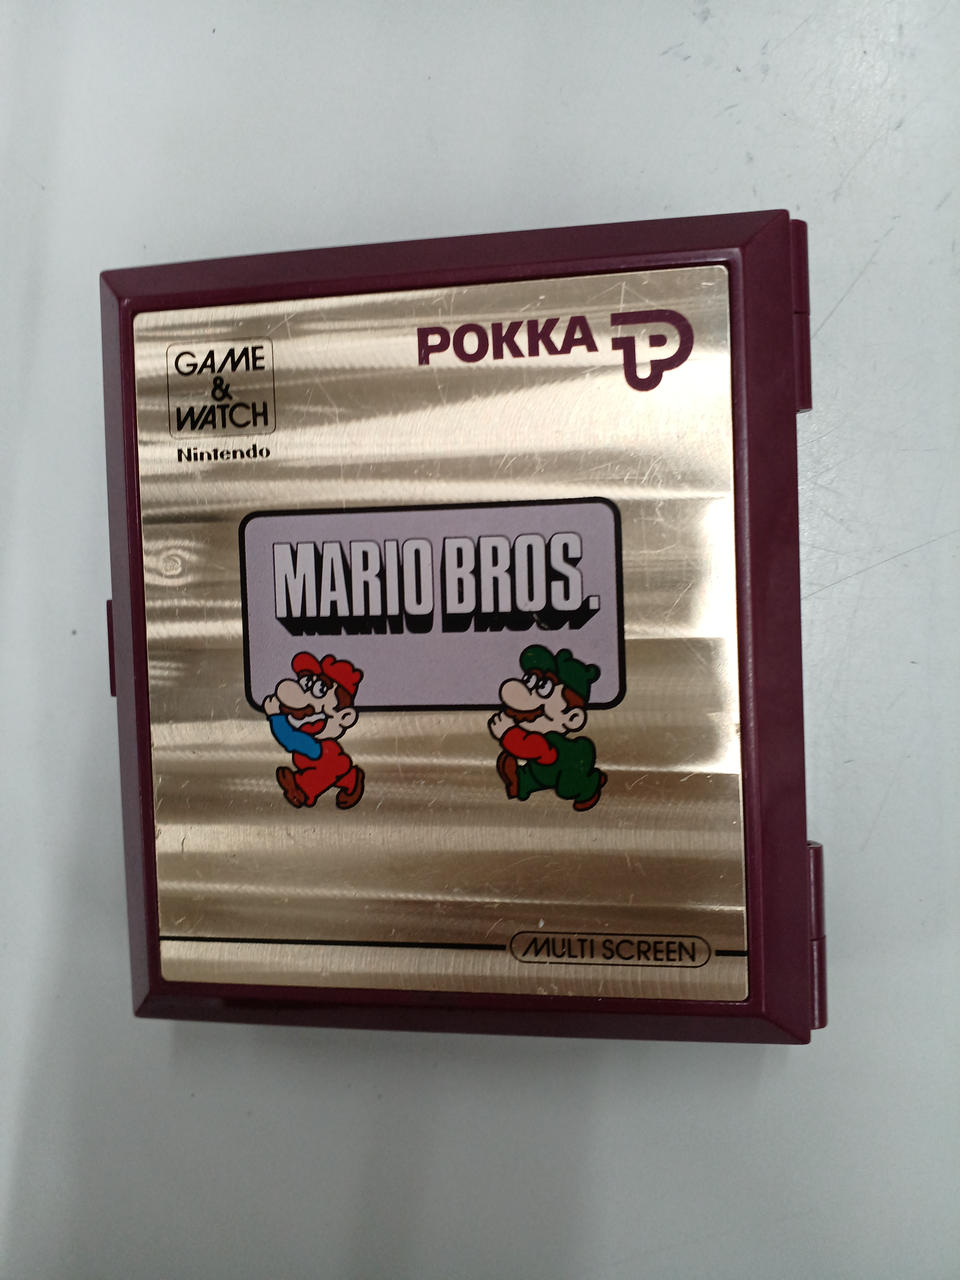 POKKA P
GAME
&
WATCH
Nintendo
MARIO BROS.
MULTI SCREEN